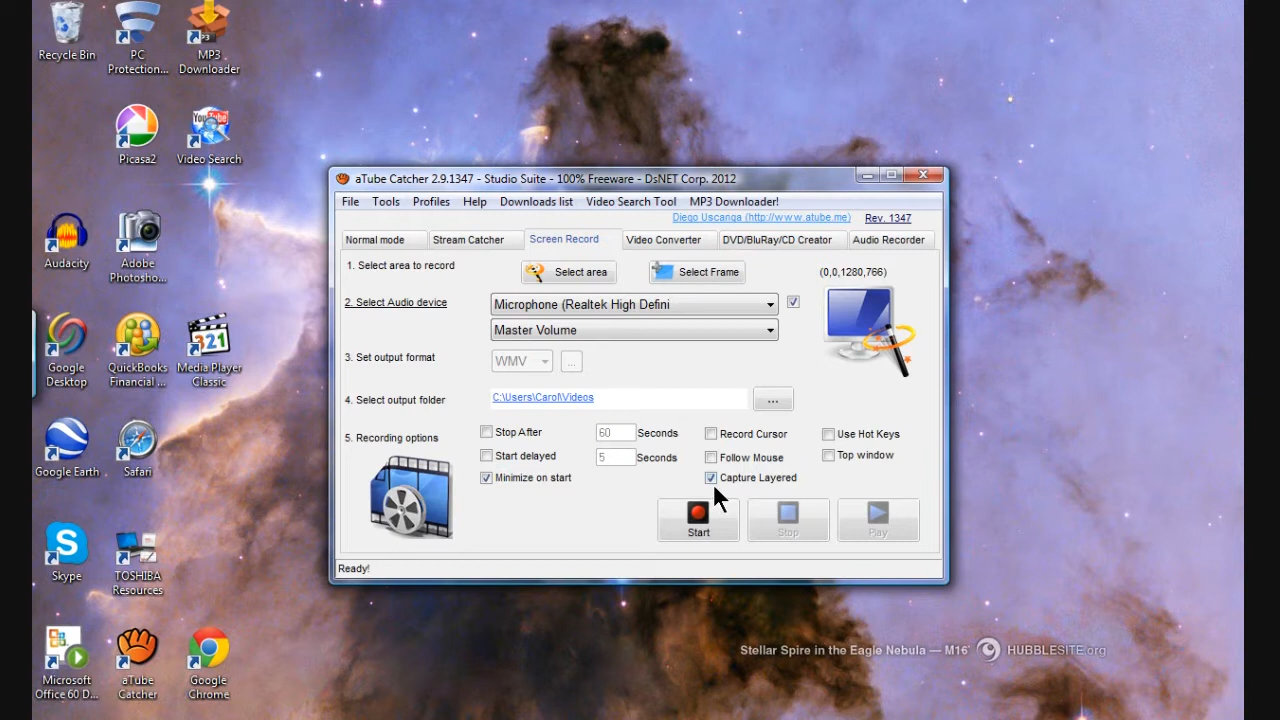 Recycle Bin
PC
Protection...
MP3
Downloader
Picasa2
Video Search
Audacity
Adobe
Photosho...
Google
Desktop
QuickBooks
Financial ...
321
Media Player
Classic
Google Earth
Safari
Skype
TOSHIBA
Resources
Microsoft
Office 60 D...
aTube
Catcher
Google
Chrome
aTube Catcher 2.9.1347 - Studio Suite - 100% Freeware - DsNET Corp. 2012
File Tools Profiles Help Downloads list Video Search Tool MP3 Downloader!
Diego Uscanga (http://www.atube.me) Rev. 1347
Normal mode Stream Catcher Screen Record Video Converter DVD/BluRay/CD Creator Audio Recorder
1. Select area to record Select area Select Frame (0,0,1280,766)
2. Select Audio device Microphone (Realtek High Defini
Master Volume
3. Set output format WMV ...
4. Select output folder C:\Users\Carol\Videos ...
5. Recording options Stop After 60 Seconds Record Cursor Use Hot Keys
Start delayed 5 Seconds Follow Mouse Top window
Minimize on start Capture Layered
Start Stop Play
Ready!
Stellar Spire in the Eagle Nebula — M16 HUBBLESITE.org